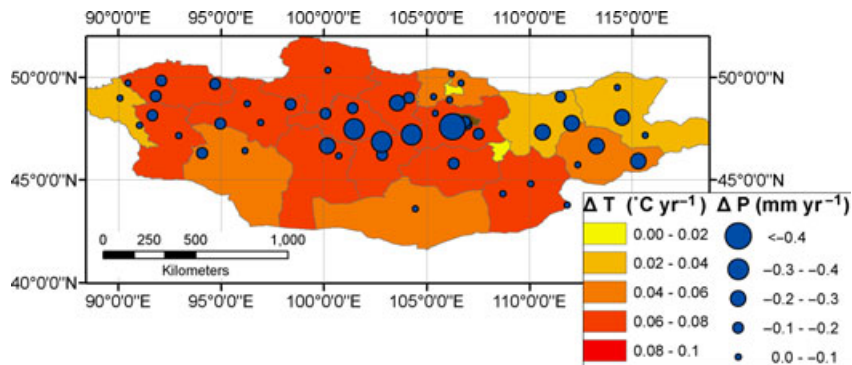 90°0'0"E 95°0'0"E 100°0'0"E 105°0'0"E 110°0'0"E 115°0'0"E
50°0'0"N 50°0'0"N
45°0'0"N 45°0'0"N
40°0'0"N
90°0'0"E 95°0'0"E 100°0'0"E 105°0'0"E 110°0'0"E
0 250 500 1,000
Kilometers
Δ T (°C yr⁻¹) Δ P (mm yr⁻¹)
0.00 - 0.02 <–0.4
0.02 - 0.04 –0.3 - –0.4
0.04 - 0.06 –0.2 - –0.3
0.06 - 0.08 –0.1 - –0.2
0.08 - 0.1 0.0 - –0.1